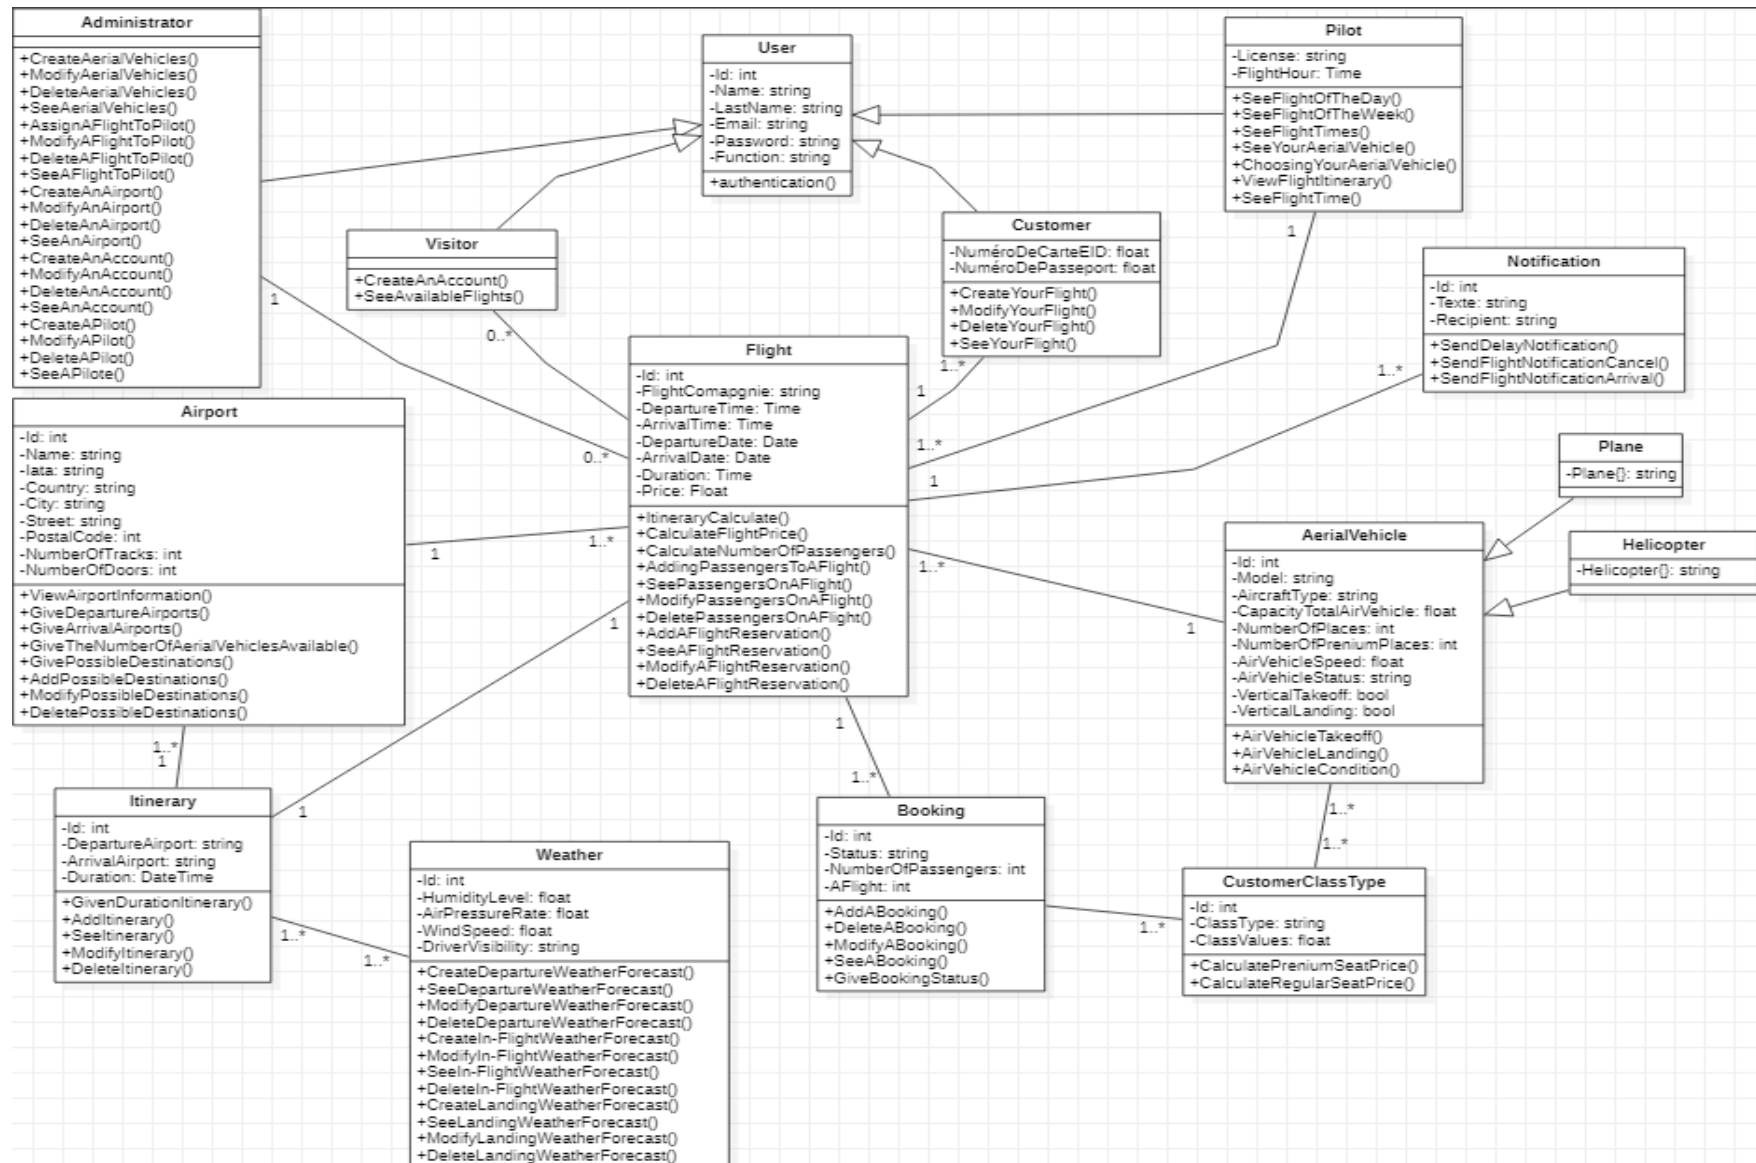 Administrator
+CreateAerialVehicles()
+ModifyAerialVehicles()
+DeleteAerialVehicles()
+SeeAerialVehicles()
+AssignAFlightToPilot()
+ModifyAFlightToPilot()
+DeleteAFlightToPilot()
+SeeAFlightToPilot()
+CreateAnAirport()
+ModifyAnAirport()
+DeleteAnAirport()
+SeeAnAirport()
+CreateAnAccount()
+ModifyAnAccount()
+DeleteAnAccount()
+SeeAnAccount()
+CreateAPilot()
+ModifyAPilot()
+DeleteAPilot()
+SeeAPilote()
1
0..*
User
-Id: int
-Name: string
-LastName: string
-Email: string
-Password: string
-Function: string
+authentication()
Pilot
-License: string
-FlightHour: Time
+SeeFlightOfTheDay()
+SeeFlightOfTheWeek()
+SeeFlightTimes()
+SeeYourAerialVehicle()
+ChoosingYourAerialVehicle()
+ViewFlightItinerary()
+SeeFlightTime()
1
1..*
Visitor
+CreateAnAccount()
+SeeAvailableFlights()
0..*
Customer
-NuméroDeCarteEID: float
-NuméroDePasseport: float
+CreateYourFlight()
+ModifyYourFlight()
+DeleteYourFlight()
+SeeYourFlight()
1..*
1
Notification
-Id: int
-Texte: string
-Recipient: string
+SendDelayNotification()
+SendFlightNotificationCancel()
+SendFlightNotificationArrival()
1..*
1
Flight
-Id: int
-FlightComapgnie: string
-DepartureTime: Time
-ArrivalTime: Time
-DepartureDate: Date
-ArrivalDate: Date
-Duration: Time
-Price: Float
+ItineraryCalculate()
+CalculateFlightPrice()
+CalculateNumberOfPassengers()
+AddingPassengersToAFlight()
+SeePassengersOnAFlight()
+ModifyPassengersOnAFlight()
+DeletePassengersOnAFlight()
+AddAFlightReservation()
+SeeAFlightReservation()
+ModifyAFlightReservation()
+DeleteAFlightReservation()
Airport
-Id: int
-Name: string
-Iata: string
-Country: string
-City: string
-Street: string
-PostalCode: int
-NumberOfTracks: int
-NumberOfDoors: int
+ViewAirportInformation()
+GiveDepartureAirports()
+GiveArrivalAirports()
+GiveTheNumberOfAerialVehiclesAvailable()
+GivePossibleDestinations()
+AddPossibleDestinations()
+ModifyPossibleDestinations()
+DeletePossibleDestinations()
1
1..*
1..*
1
Plane
-Plane{}: string
Helicopter
-Helicopter{}: string
AerialVehicle
-Id: int
-Model: string
-AircraftType: string
-CapacityTotalAirVehicle: float
-NumberOfPlaces: int
-NumberOfPremiumPlaces: int
-AirVehicleSpeed: float
-AirVehicleStatus: string
-VerticalTakeoff: bool
-VerticalLanding: bool
+AirVehicleTakeoff()
+AirVehicleLanding()
+AirVehicleCondition()
1..*
1
1..*
1..*
Itinerary
-Id: int
-DepartureAirport: string
-ArrivalAirport: string
-Duration: DateTime
+GivenDurationItinerary()
+AddItinerary()
+SeeItinerary()
+ModifyItinerary()
+DeleteItinerary()
1
1
1..*
1..*
Weather
-Id: int
-HumidityLevel: float
-AirPressureRate: float
-WindSpeed: float
-DriverVisibility: string
+CreateDepartureWeatherForecast()
+SeeDepartureWeatherForecast()
+ModifyDepartureWeatherForecast()
+DeleteDepartureWeatherForecast()
+CreateIn-FlightWeatherForecast()
+ModifyIn-FlightWeatherForecast()
+SeeIn-FlightWeatherForecast()
+DeleteIn-FlightWeatherForecast()
+CreateLandingWeatherForecast()
+SeeLandingWeatherForecast()
+ModifyLandingWeatherForecast()
+DeleteLandingWeatherForecast()
Booking
-Id: int
-Status: string
-NumberOfPassengers: int
-AFlight: int
+AddABooking()
+DeleteABooking()
+ModifyABooking()
+SeeABooking()
+GiveBookingStatus()
1
1..*
1..*
CustomerClassType
-Id: int
-ClassType: string
-ClassValues: float
+CalculatePreniumSeatPrice()
+CalculateRegularSeatPrice()